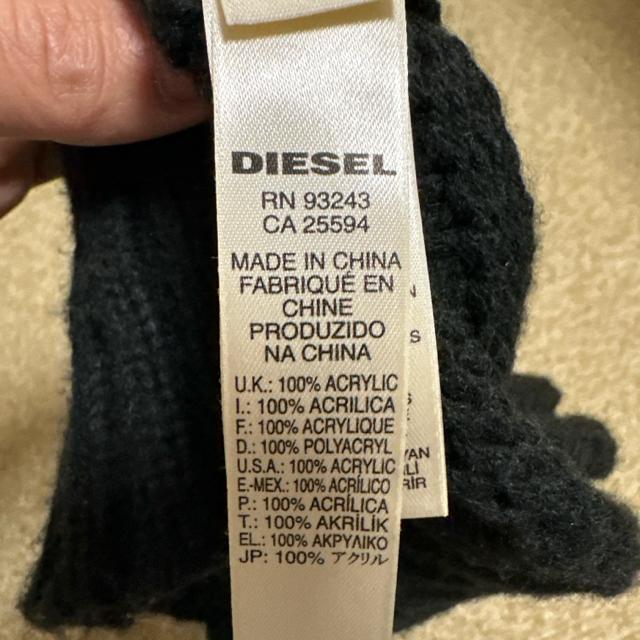 DIESEL
RN 93243
CA 25594
MADE IN CHINA
FABRIQUÉ EN
CHINE
PRODUZIDO
NA CHINA
U.K.: 100% ACRYLIC
I.: 100% ACRILICA
F.: 100% ACRYLIQUE
D.: 100% POLYACRYL
U.S.A.: 100% ACRYLIC
E-MEX.: 100% ACRÍLICO
P.: 100% ACRÍLICA
T.: 100% AKRİLİK
EL.: 100% ΑΚΡΥΛΙΚΟ
JP.: 100% アクリル